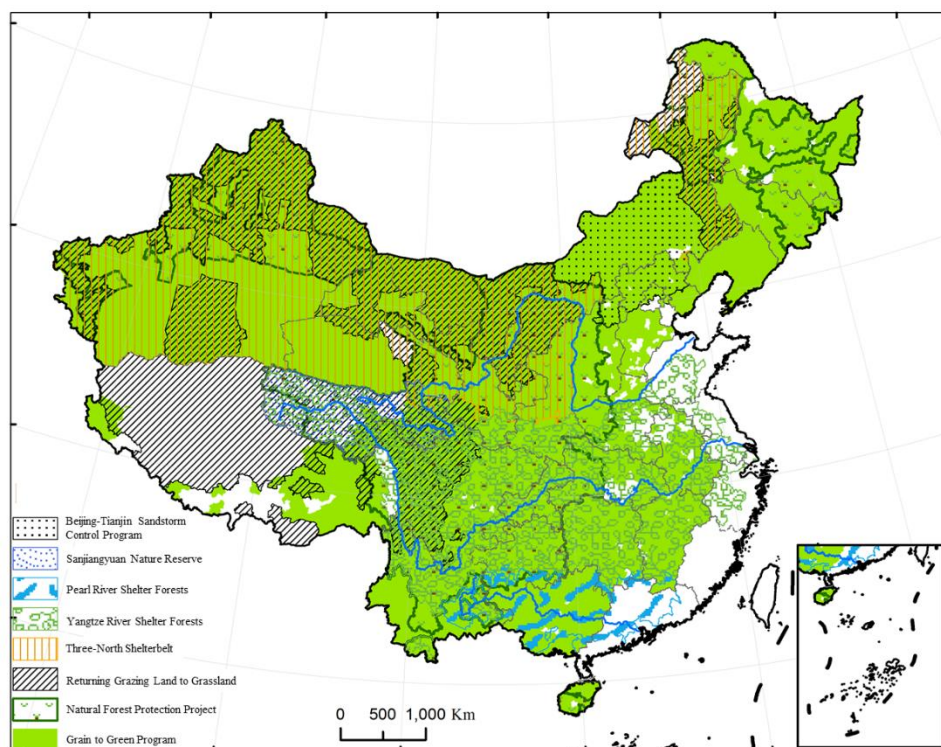 Beijing-Tianjin Sandstorm
Control Program
Sanjiangyuan Nature Reserve
Pearl River Shelter Forests
Yangtze River Shelter Forests
Three-North Shelterbelt
Returning Grazing Land to Grassland
Natural Forest Protection Project
Grain to Green Program
0 500 1,000 Km